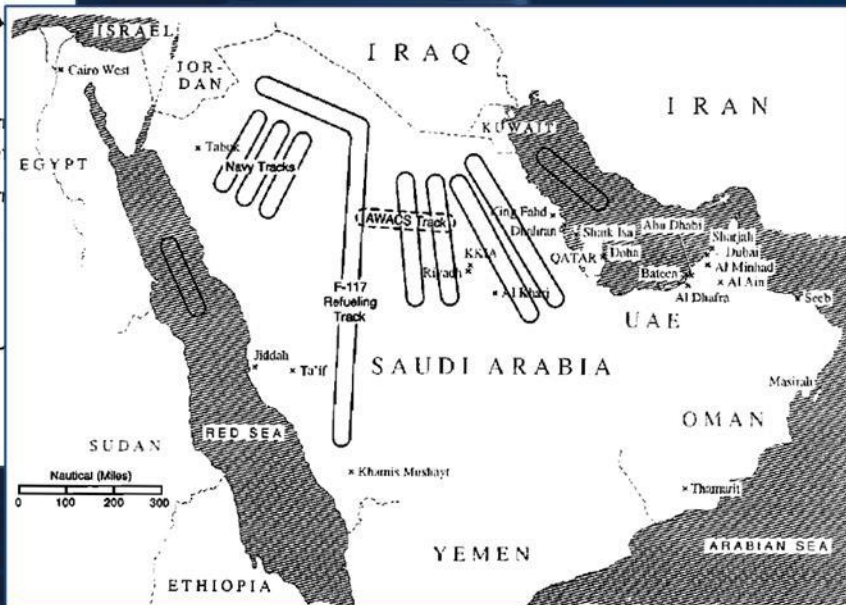 ISRAEL
I R A Q
Cairo West
JOR-
DAN
I R A N
KUWAIT
EGYPT
Tabuk
Navy Tracks
AWACS Track
King Fahd
Dhahran
Shaik Isa
Abu Dhabi
Sharjah
Dubai
QATAR
Doha
KKIA
Riyadh
Bateen
Al Minhad
Al Ain
Al Kharj
Al Dhafra
Seeb
F-117
Refueling
Track
UAE
Jiddah
Ta'if
SAUDI ARABIA
Masirah
OMAN
SUDAN
RED SEA
Khamis Mushayt
Nautical (Miles)
0 100 200 300
Thamarit
ARABIAN SEA
YEMEN
ETHIOPIA